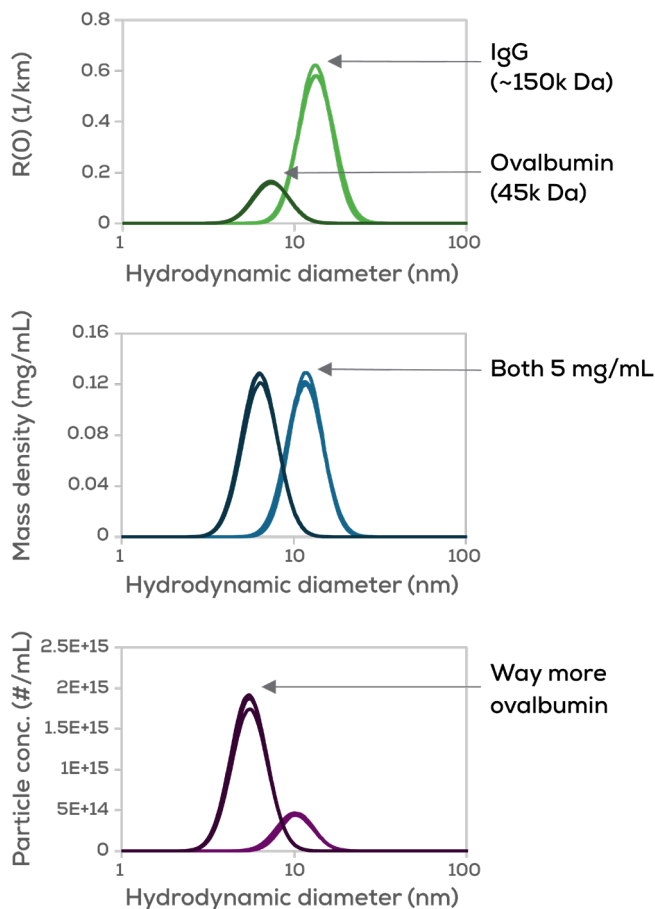 R(0) (1/km)
0.8
0.6
0.4
0.2
0
1
10
100
Hydrodynamic diameter (nm)
IgG
(~150k Da)
Ovalbumin
(45k Da)
Mass density (mg/mL)
0.16
0.12
0.08
0.04
0
1
10
100
Hydrodynamic diameter (nm)
Both 5 mg/mL
Particle conc. (#/mL)
2.5E+15
2E+15
1.5E+15
1E+15
5E+14
0
1
10
100
Hydrodynamic diameter (nm)
Way more
ovalbumin